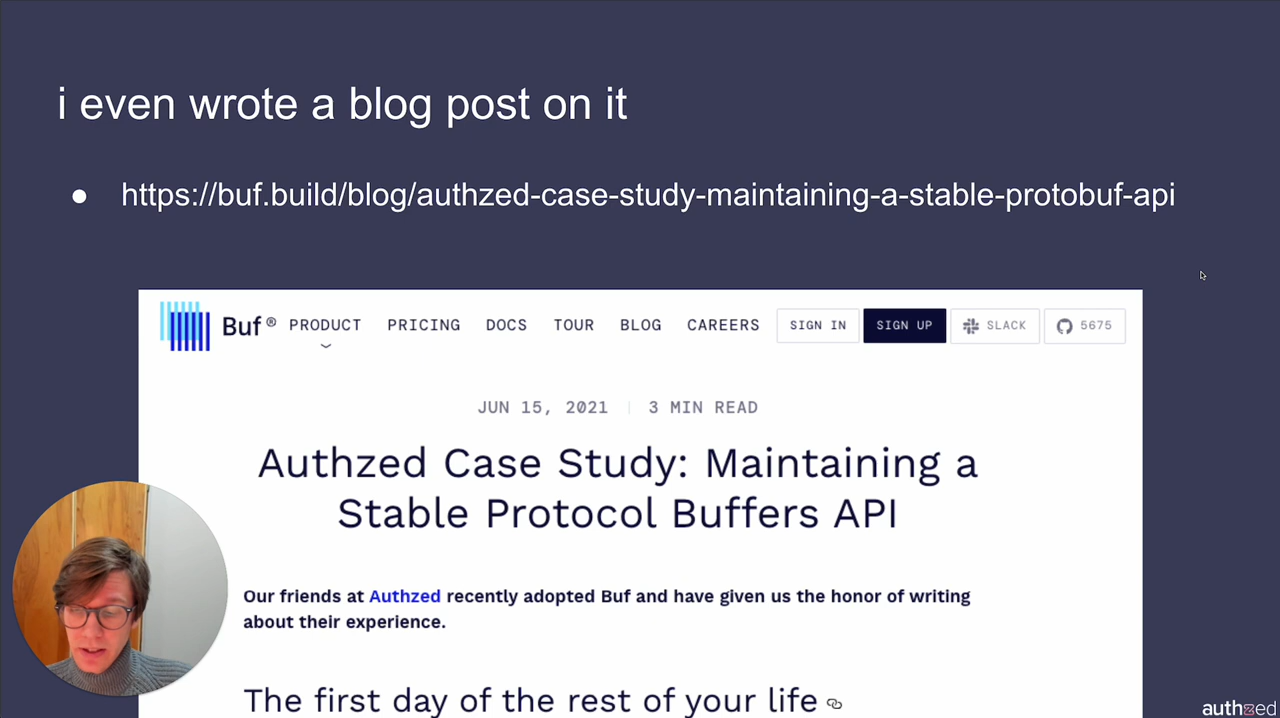 i even wrote a blog post on it
● https://buf.build/blog/authzed-case-study-maintaining-a-stable-protobuf-api
Buf ® PRODUCT PRICING DOCS TOUR BLOG CAREERS SIGN IN SIGN UP SLACK 5675
JUN 15, 2021 | 3 MIN READ
Authzed Case Study: Maintaining a
Stable Protocol Buffers API
Our friends at Authzed recently adopted Buf and have given us the honor of writing
about their experience.
The first day of the rest of your life
authzed